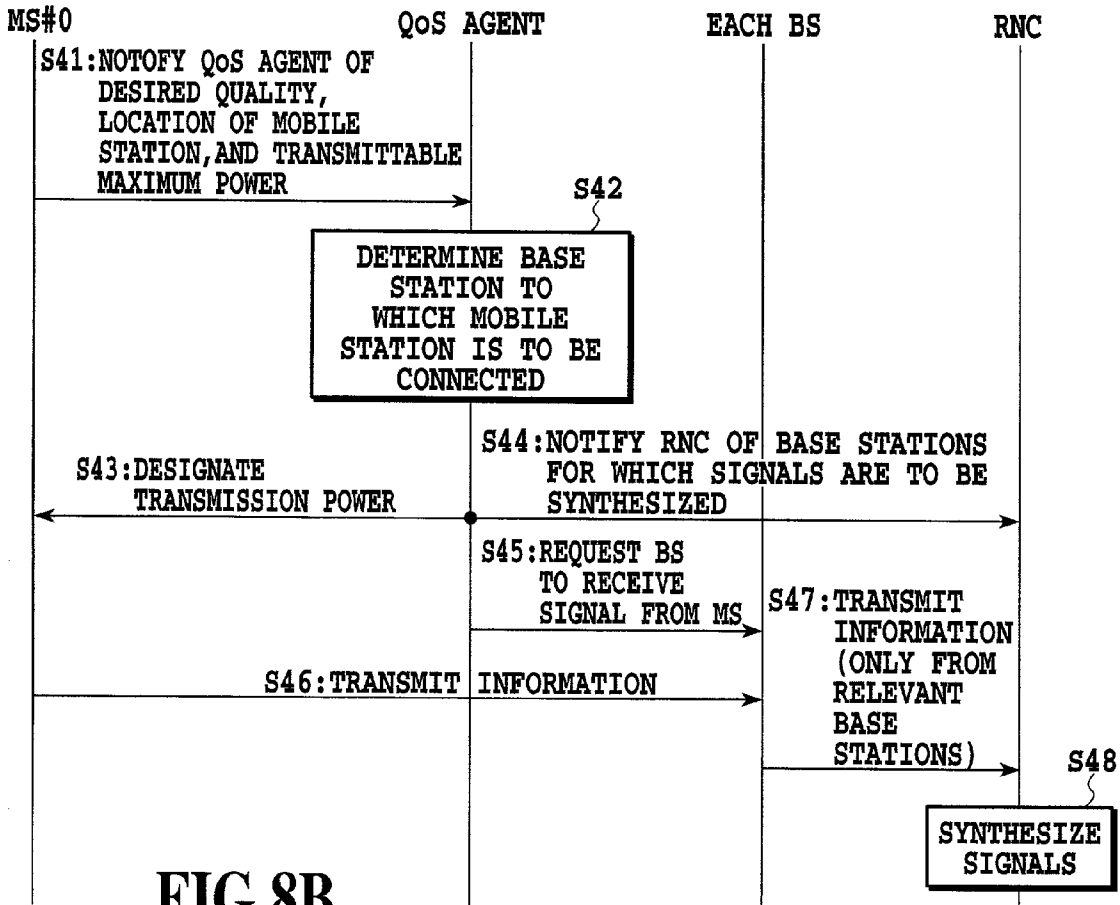 MS#0
QoS AGENT
EACH BS
RNC
S41:NOTOFY QoS AGENT OF
DESIRED QUALITY,
LOCATION OF MOBILE
STATION,AND TRANSMITTABLE
MAXIMUM POWER
S42
DETERMINE BASE
STATION TO
WHICH MOBILE
STATION IS TO BE
CONNECTED
S43:DESIGNATE
TRANSMISSION POWER
S44:NOTIFY RNC OF BASE STATIONS
FOR WHICH SIGNALS ARE TO BE
SYNTHESIZED
S45:REQUEST BS
TO RECEIVE
SIGNAL FROM MS
S46:TRANSMIT INFORMATION
S47:TRANSMIT
INFORMATION
(ONLY FROM
RELEVANT
BASE
STATIONS)
S48
SYNTHESIZE
SIGNALS
FIG.8B